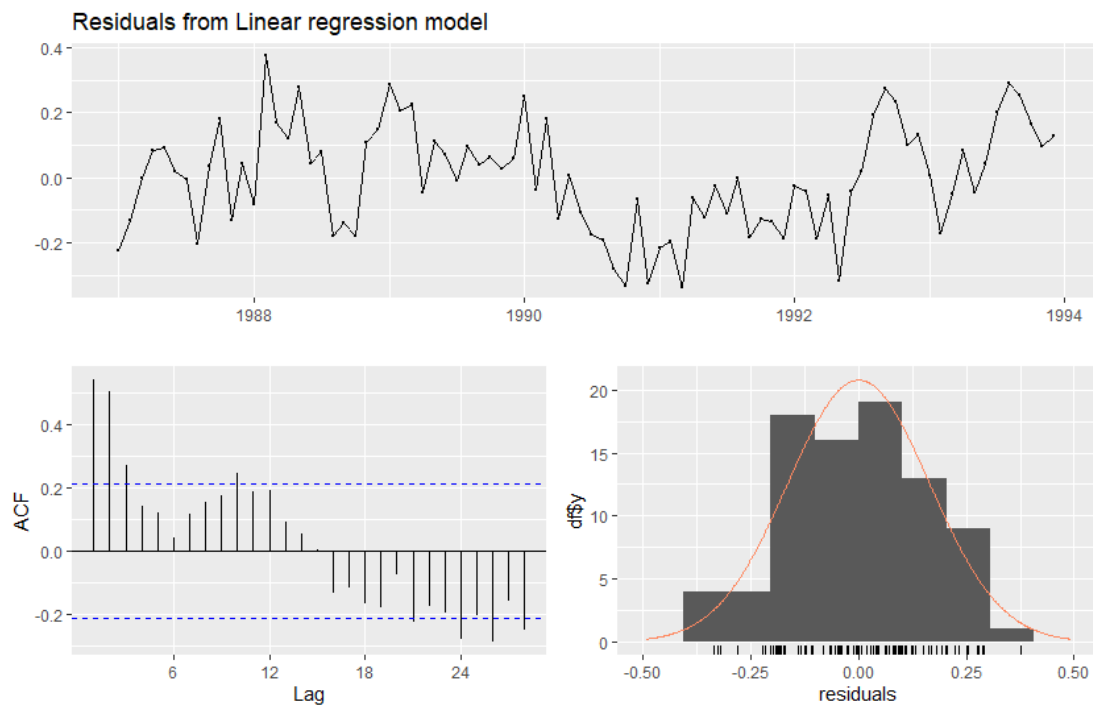 Residuals from Linear regression model
0.4
0.2
0.0
-0.2
1988 1990 1992 1994
0.4
0.2
0.0
-0.2
ACF
6 12 18 24
Lag
20
15
10
5
0
df$y
-0.50 -0.25 0.00 0.25 0.50
residuals